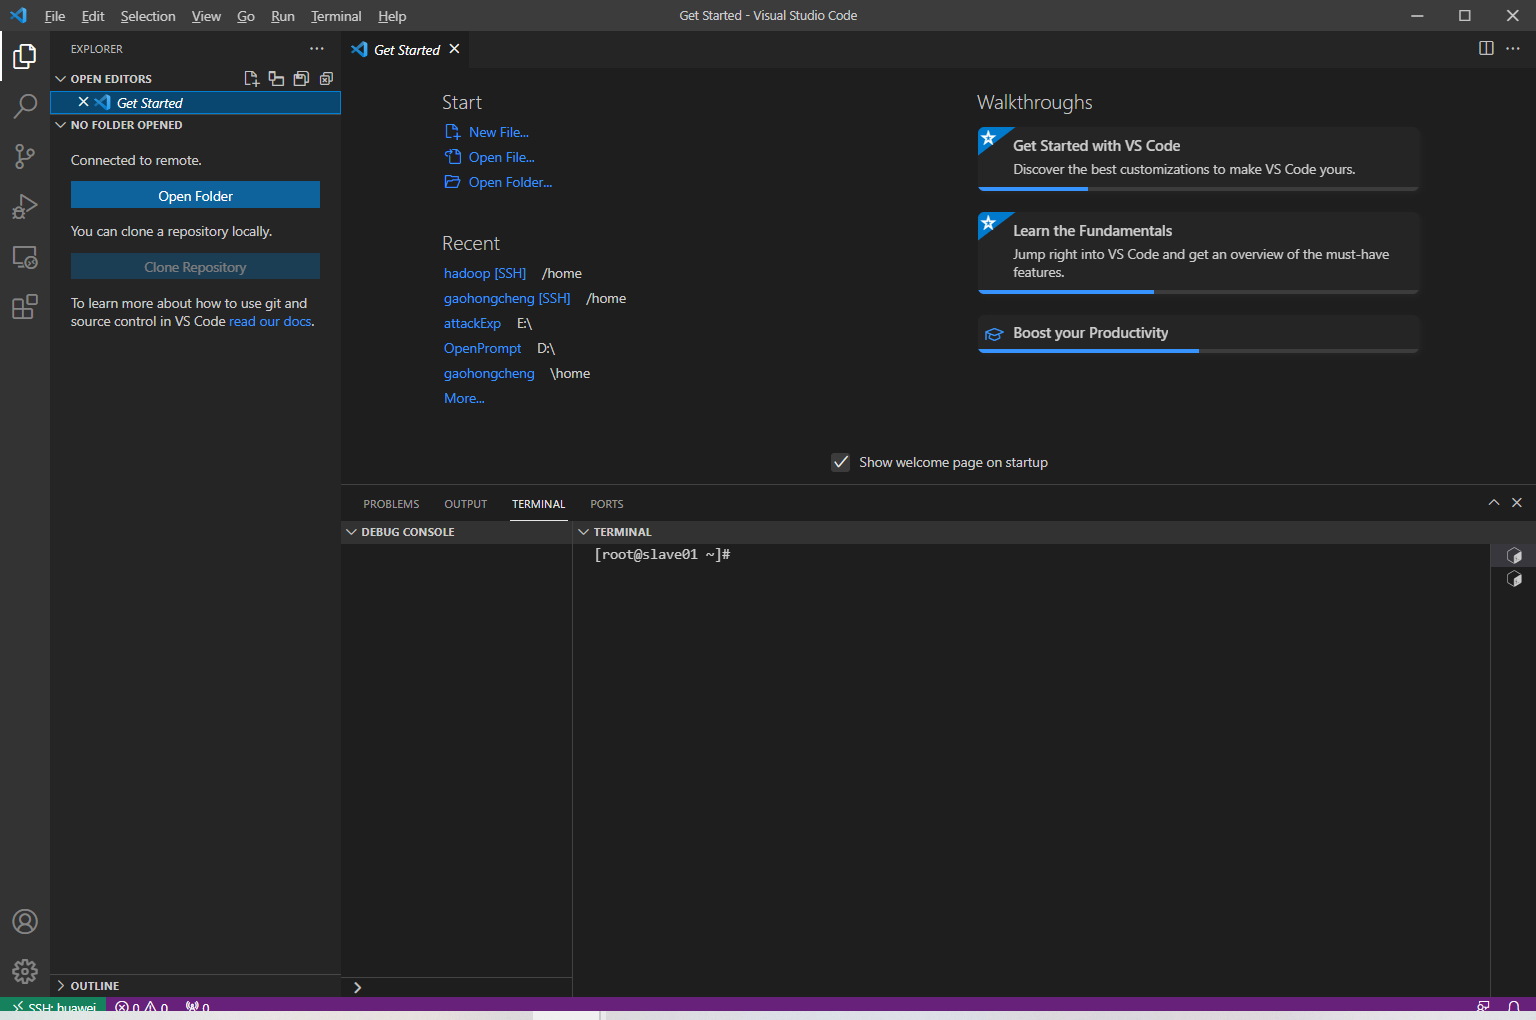 File Edit Selection View Go Run Terminal Help
Get Started - Visual Studio Code
EXPLORER
OPEN EDITORS
Get Started
NO FOLDER OPENED
Connected to remote.
Open Folder
You can clone a repository locally.
Clone Repository
To learn more about how to use git and
source control in VS Code read our docs.
OUTLINE
Get Started
Start
New File...
Open File...
Open Folder...
Recent
hadoop [SSH] /home
gaohongcheng [SSH] /home
attackExp E:\
OpenPrompt D:\
gaohongcheng \home
More...
Walkthroughs
Get Started with VS Code
Discover the best customizations to make VS Code yours.
Learn the Fundamentals
Jump right into VS Code and get an overview of the must-have
features.
Boost your Productivity
Show welcome page on startup
PROBLEMS OUTPUT TERMINAL PORTS
DEBUG CONSOLE
TERMINAL
[root@slave01 ~]#
SSH: huawei 0 0 0